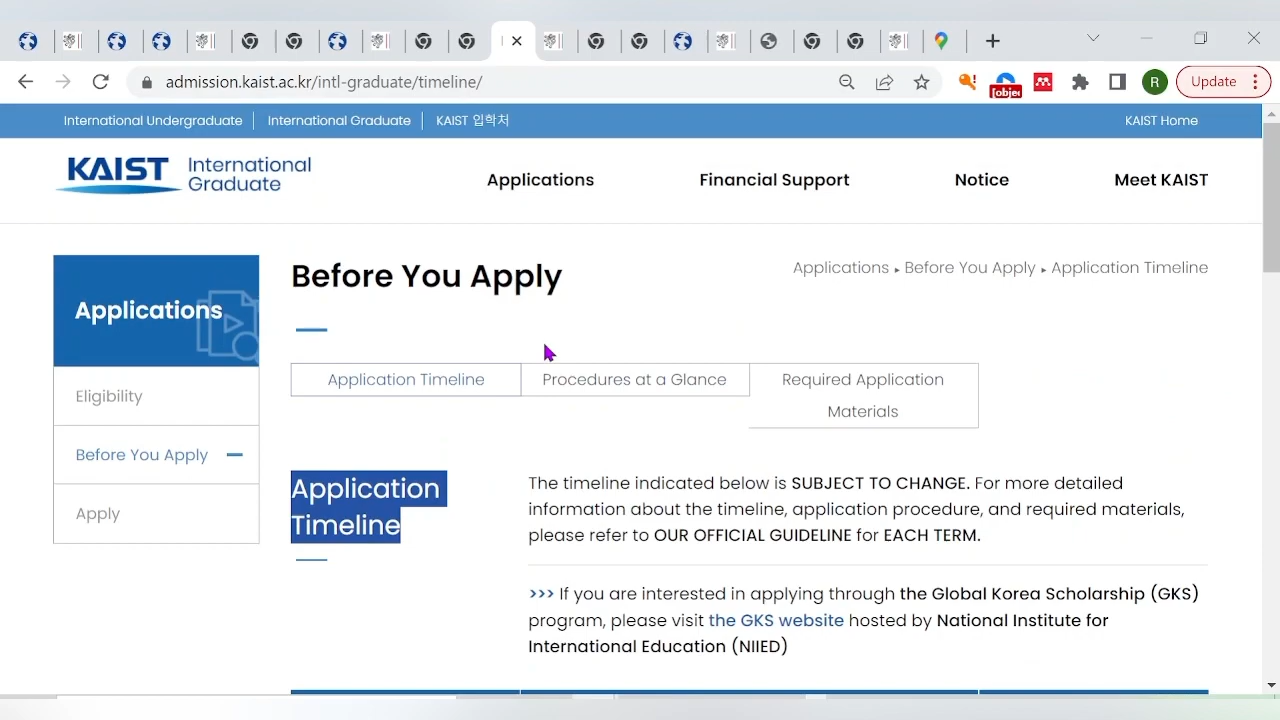 admission.kaist.ac.kr/intl-graduate/timeline/
[objec
R
Update
International Undergraduate
International Graduate
KAIST 입학처
KAIST Home
KAIST International Graduate
Applications
Financial Support
Notice
Meet KAIST
Applications
Eligibility
Before You Apply
Apply
Before You Apply
Applications ▸ Before You Apply ▸ Application Timeline
Application Timeline
Procedures at a Glance
Required Application
Materials
Application
Timeline
The timeline indicated below is SUBJECT TO CHANGE. For more detailed
information about the timeline, application procedure, and required materials,
please refer to OUR OFFICIAL GUIDELINE for EACH TERM.
>>> If you are interested in applying through the Global Korea Scholarship (GKS)
program, please visit the GKS website hosted by National Institute for
International Education (NIIED)